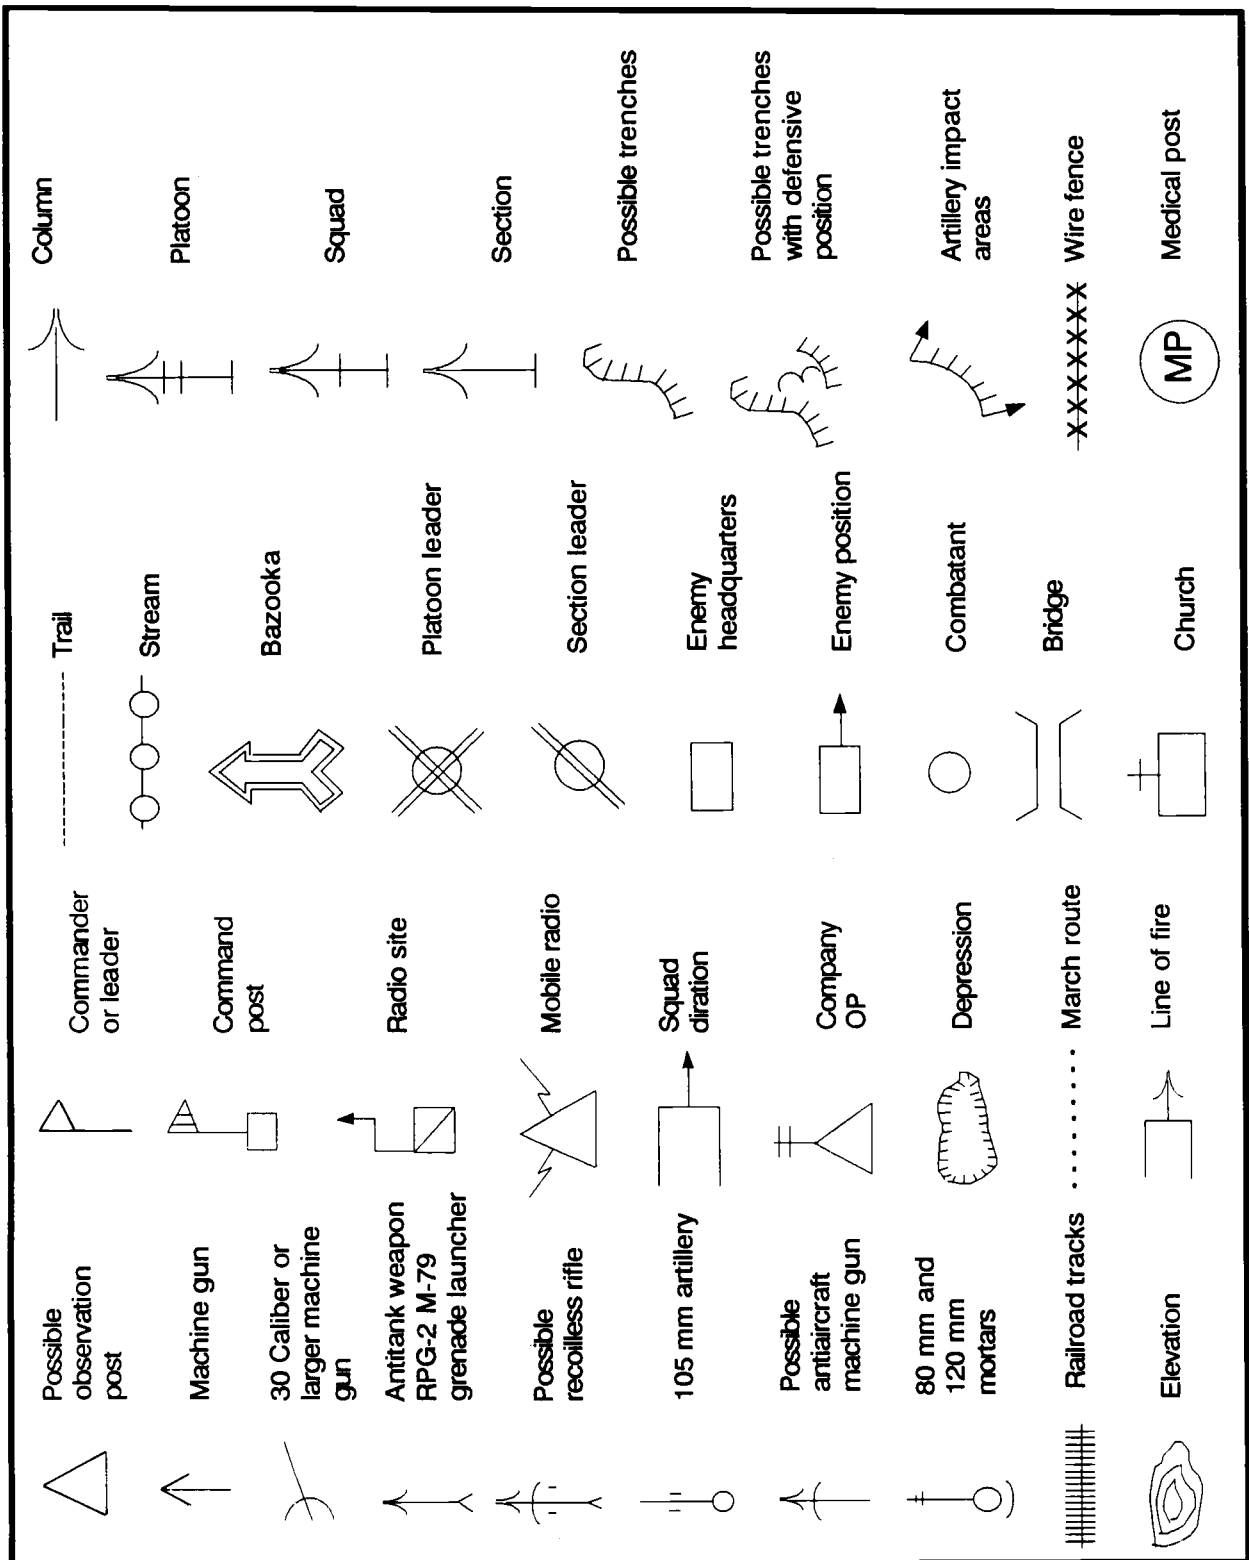 Possible
observation
post
Machine gun
30 Caliber or
larger machine
gun
Antitank weapon
RPG-2 M-79
grenade launcher
Possible
recoilless rifle
105 mm artillery
Possible
antiaircraft
machine gun
80 mm and
120 mm
mortars
Railroad tracks
Elevation
Commander
or leader
Command
post
Radio site
Mobile radio
Squad
diration
Company
OP
Depression
March route
Line of fire
Trail
Stream
Bazooka
Platoon leader
Section leader
Enemy
headquarters
Enemy position
Combatant
Bridge
Church
Column
Platoon
Squad
Section
Possible trenches
Possible trenches
with defensive
position
Artillery impact
areas
Wire fence
MP
Medical post